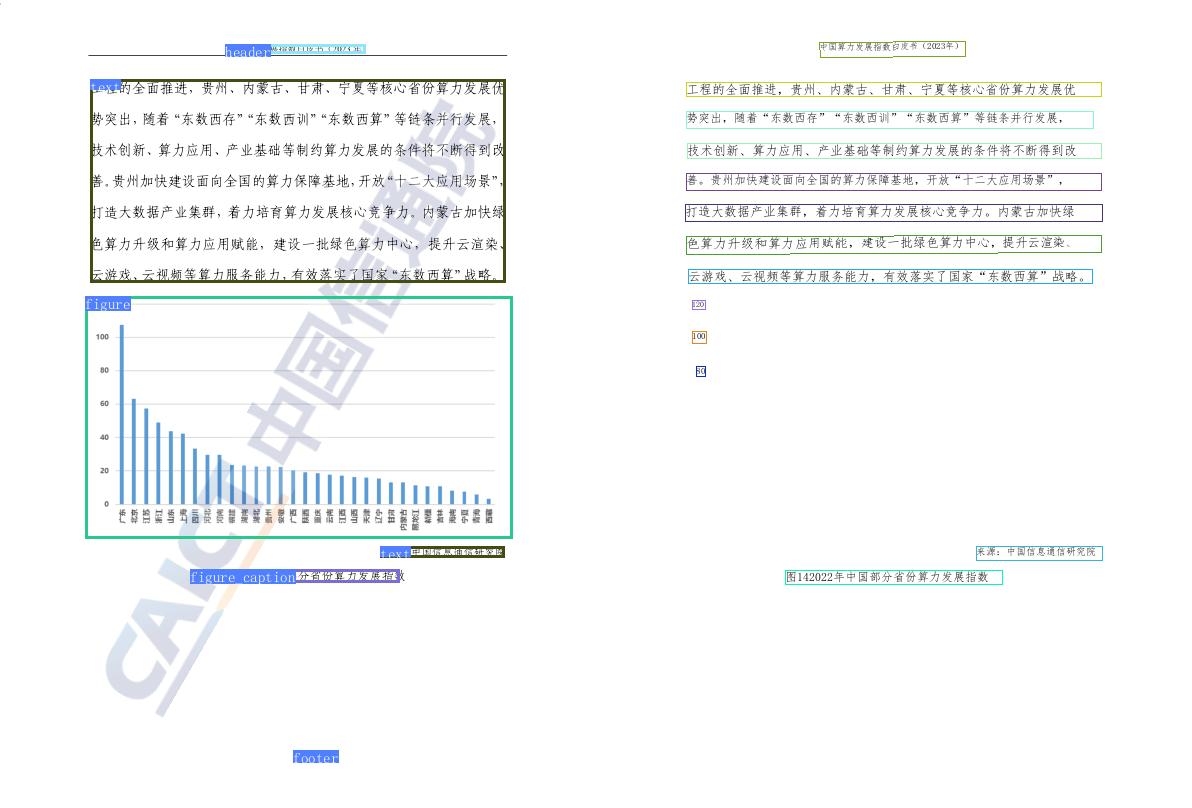 header
皮书（2023年
text
工程的全面推进，贵州、内蒙古、甘肃、宁夏等核心省份算力发展优
势突出，随着“东数西存”“东数西训”“东数西算”等链条并行发展，
技术创新、算力应用、产业基础等制约算力发展的条件将不断得到改
善。贵州加快建设面向全国的算力保障基地，开放“十二大应用场景”，
打造大数据产业集群，着力培育算力发展核心竞争力。内蒙古加快绿
色算力升级和算力应用赋能，建设一批绿色算力中心，提升云渲染、
云游戏、云视频等算力服务能力，有效落实了国家“东数西算”战略。
figure
100
80
60
40
20
0
广东 北京 江苏 浙江 山东 上海 四川 河北 河南 福建 湖南 湖北 贵州 安徽 广西 陕西 重庆 云南 江西 山西 天津 辽宁 甘肃 内蒙古 黑龙江 新疆 吉林 海南 宁夏 青海 西藏
text 中国信息通信研究院
figure_caption 分省份算力发展指数
footer
CAICT 中国信通院
中国算力发展指数白皮书（2023年）
工程的全面推进，贵州、内蒙古、甘肃、宁夏等核心省份算力发展优
势突出，随着“东数西存” “东数西训” “东数西算”等链条并行发展，
技术创新、算力应用、产业基础等制约算力发展的条件将不断得到改
善。贵州加快建设面向全国的算力保障基地，开放“十二大应用场景”，
打造大数据产业集群，着力培育算力发展核心竞争力。内蒙古加快绿
色算力升级和算力应用赋能，建设一批绿色算力中心，提升云渲染、
云游戏、云视频等算力服务能力，有效落实了国家“东数西算”战略。
120
100
80
来源：中国信息通信研究院
图142022年中国部分省份算力发展指数